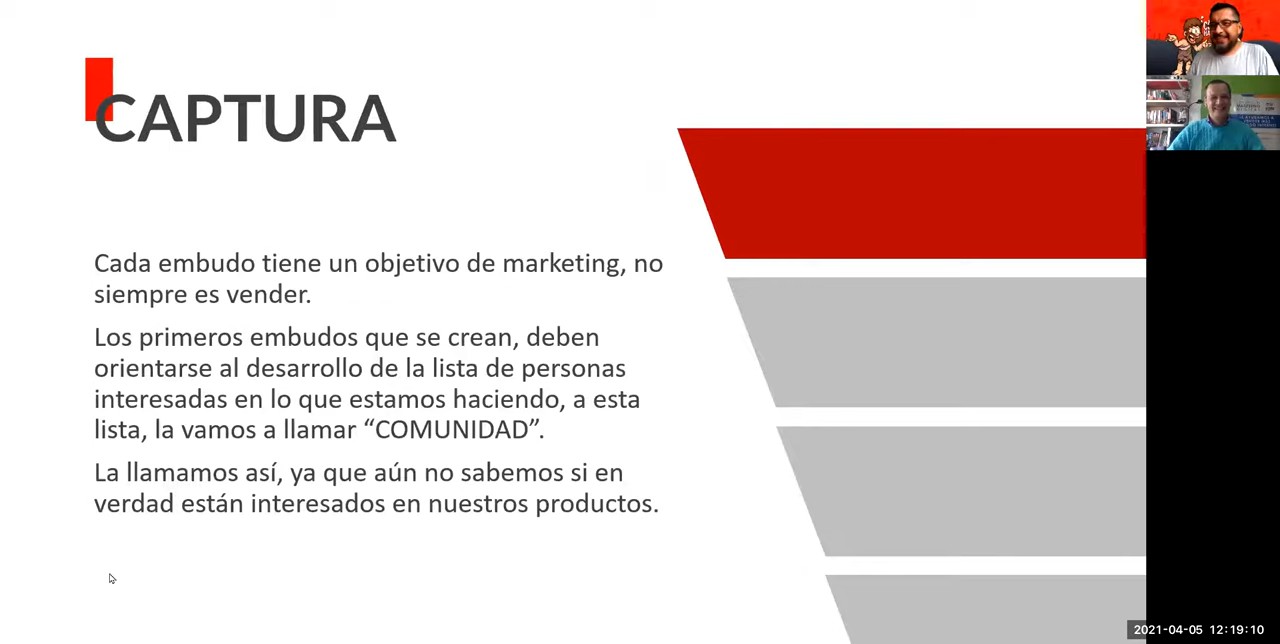 CAPTURA
Cada embudo tiene un objetivo de marketing, no
siempre es vender.
Los primeros embudos que se crean, deben
orientarse al desarrollo de la lista de personas
interesadas en lo que estamos haciendo, a esta
lista, la vamos a llamar “COMUNIDAD”.
La llamamos así, ya que aún no sabemos si en
verdad están interesados en nuestros productos.
2021-04-05 12:19:10